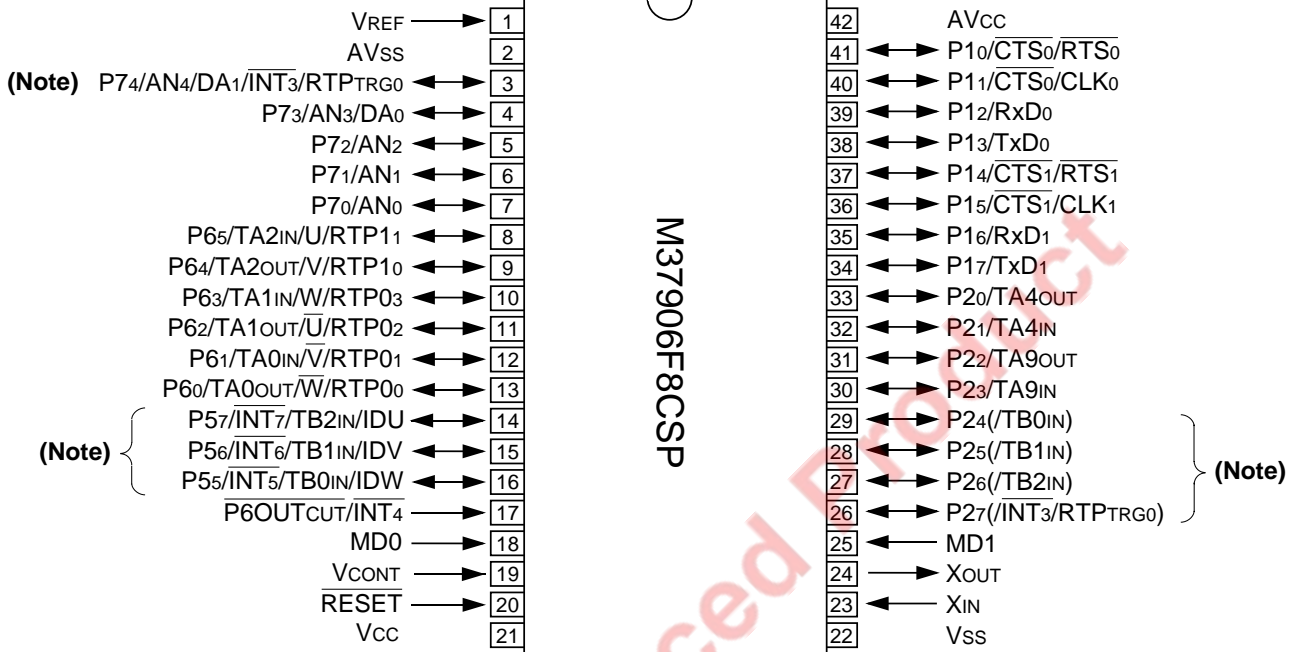 VREF 1
AVSS 2
(Note) P74/AN4/DA1/INT3/RTPTRG0 3
P73/AN3/DA0 4
P72/AN2 5
P71/AN1 6
P70/AN0 7
P65/TA2IN/U/RTP11 8
P64/TA2OUT/V/RTP10 9
P63/TA1IN/W/RTP03 10
P62/TA1OUT/U/RTP02 11
P61/TA0IN/V/RTP01 12
P60/TA0OUT/W/RTP00 13
P57/INT7/TB2IN/IDU 14
(Note) P56/INT6/TB1IN/IDV 15
P55/INT5/TB0IN/IDW 16
P6OUTCUT/INT4 17
MD0 18
VCONT 19
RESET 20
VCC 21
M37906F8CSP
42 AVCC
41 P10/CTS0/RTS0
40 P11/CTS0/CLK0
39 P12/RxD0
38 P13/TxD0
37 P14/CTS1/RTS1
36 P15/CTS1/CLK1
35 P16/RxD1
34 P17/TxD1
33 P20/TA4OUT
32 P21/TA4IN
31 P22/TA9OUT
30 P23/TA9IN
29 P24(/TB0IN)
28 P25(/TB1IN)
27 P26(/TB2IN) (Note)
26 P27(/INT3/RTPTRG0)
25 MD1
24 XOUT
23 XIN
22 VSS
ced Product